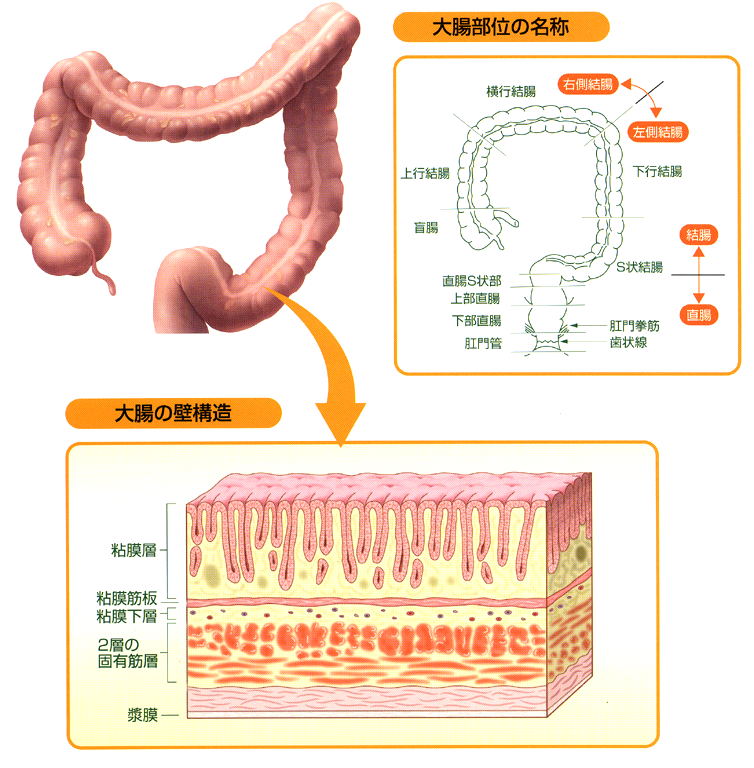 大腸部位の名称
右側結腸
横行結腸
左側結腸
上行結腸
下行結腸
盲腸
結腸
S状結腸
直腸S状部
上部直腸
直腸
下部直腸
肛門拳筋
肛門管
歯状線
大腸の壁構造
粘膜層
粘膜筋板
粘膜下層
2層の
固有筋層
漿膜